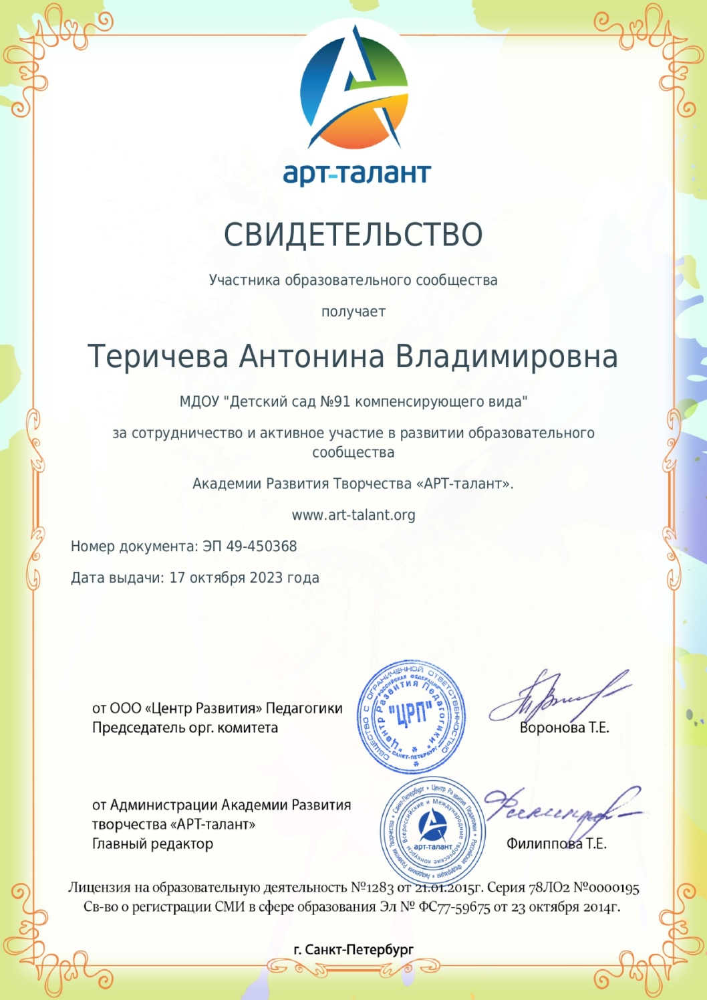 арт-талант
СВИДЕТЕЛЬСТВО
Участника образовательного сообщества
получает
Теричева Антонина Владимировна
МДОУ "Детский сад №91 компенсирующего вида"
за сотрудничество и активное участие в развитии образовательного
сообщества
Академии Развития Творчества «АРТ-талант».
www.art-talant.org
Номер документа: ЭП 49-450368
Дата выдачи: 17 октября 2023 года
от ООО «Центр Развития» Педагогики
Председатель орг. комитета
ОБЩЕСТВО С ОГРАНИЧЕННОЙ ОТВЕТСТВЕННОСТЬЮ
РОССИЙСКАЯ ФЕДЕРАЦИЯ
"Центр Развития Педагогики"
"ЦРП"
САНКТ-ПЕТЕРБУРГ
Воронова Т.Е.
от Администрации Академии Развития
творчества «АРТ-талант»
Главный редактор
Санкт-Петербург • Центр Развития Педагогики • Российская Федерация • Академия Развития Творчества •
Всероссийские и Международные творческие конкурсы
арт-талант
Филиппова Т.Е.
Лицензия на образовательную деятельность №1283 от 21.01.2015г. Серия 78ЛО2 №0000195
Св-во о регистрации СМИ в сфере образования Эл № ФС77-59675 от 23 октября 2014г.
г. Санкт-Петербург